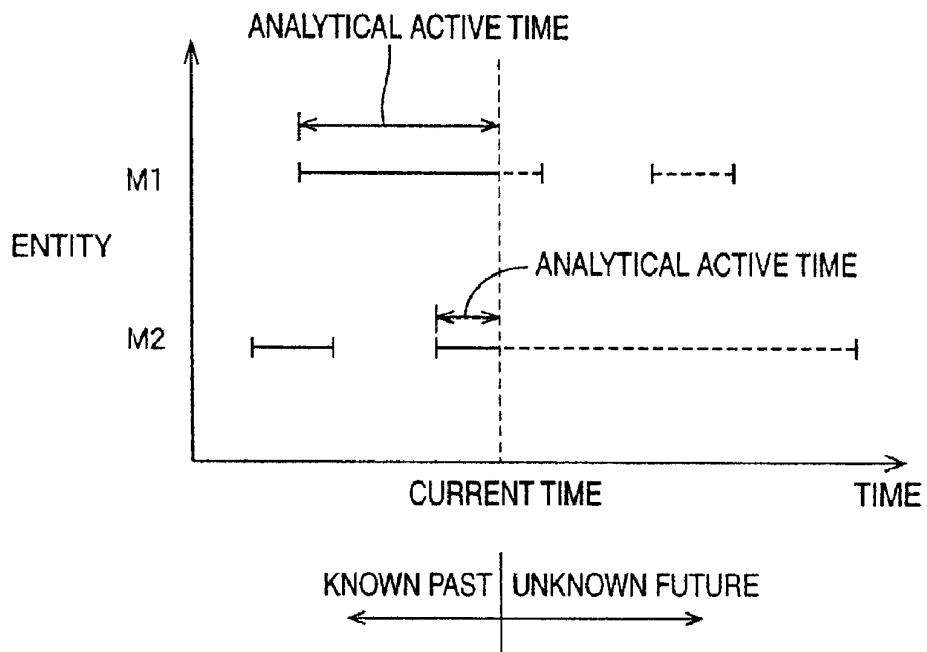 ANALYTICAL ACTIVE TIME
M1
ENTITY
ANALYTICAL ACTIVE TIME
M2
CURRENT TIME
TIME
KNOWN PAST
UNKNOWN FUTURE